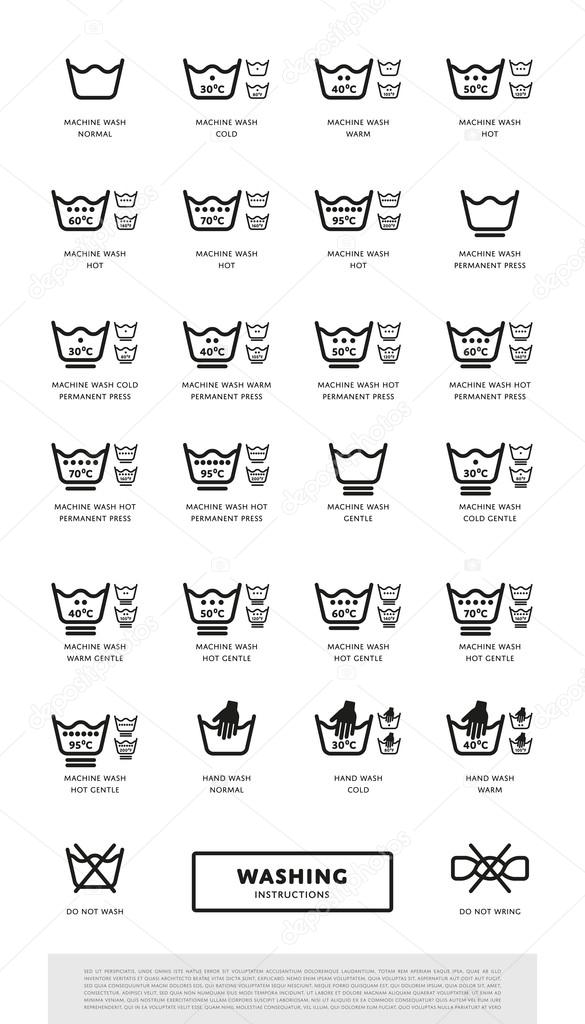 MACHINE WASH
NORMAL
30°C
80°F
MACHINE WASH
COLD
40°C
105°F
MACHINE WASH
WARM
50°C
120°F
MACHINE WASH
HOT
60°C
140°F
MACHINE WASH
HOT
70°C
160°F
MACHINE WASH
HOT
95°C
200°F
MACHINE WASH
HOT
MACHINE WASH
PERMANENT PRESS
30°C
80°F
MACHINE WASH COLD
PERMANENT PRESS
40°C
105°F
MACHINE WASH WARM
PERMANENT PRESS
50°C
120°F
MACHINE WASH HOT
PERMANENT PRESS
60°C
140°F
MACHINE WASH HOT
PERMANENT PRESS
70°C
160°F
MACHINE WASH HOT
PERMANENT PRESS
95°C
200°F
MACHINE WASH HOT
PERMANENT PRESS
MACHINE WASH
GENTLE
30°C
80°F
MACHINE WASH
COLD GENTLE
40°C
105°F
MACHINE WASH
WARM GENTLE
50°C
120°F
MACHINE WASH
HOT GENTLE
60°C
140°F
MACHINE WASH
HOT GENTLE
70°C
160°F
MACHINE WASH
HOT GENTLE
95°C
200°F
MACHINE WASH
HOT GENTLE
HAND WASH
NORMAL
30°C
80°F
HAND WASH
COLD
40°C
105°F
HAND WASH
WARM
DO NOT WASH
WASHING
INSTRUCTIONS
DO NOT WRING
SED UT PERSPICIATIS, UNDE OMNIS ISTE NATUS ERROR SIT VOLUPTATEM ACCUSANTIUM DOLOREMQUE LAUDANTIUM, TOTAM REM APERIAM EAQUE IPSA, QUAE AB ILLO
INVENTORE VERITATIS ET QUASI ARCHITECTO BEATAE VITAE DICTA SUNT, EXPLICABO. NEMO ENIM IPSAM VOLUPTATEM, QUIA VOLUPTAS SIT, ASPERNATUR AUT ODIT AUT FUGIT,
SED QUIA CONSEQUUNTUR MAGNI DOLORES EOS, QUI RATIONE VOLUPTATEM SEQUI NESCIUNT, NEQUE PORRO QUISQUAM EST, QUI DOLOREM IPSUM, QUIA DOLOR SIT, AMET,
CONSECTETUR, ADIPISCI VELIT, SED QUIA NON NUMQUAM EIUS MODI TEMPORA INCIDUNT, UT LABORE ET DOLORE MAGNAM ALIQUAM QUAERAT VOLUPTATEM. UT ENIM AD
MINIMA VENIAM, QUIS NOSTRUM EXERCITATIONEM ULLAM CORPORIS SUSCIPIT LABORIOSAM, NISI UT ALIQUID EX EA COMMODI CONSEQUATUR? QUIS AUTEM VEL EUM IURE
REPREHENDERIT, QUI IN EA VOLUPTATE VELIT ESSE, QUAM NIHIL MOLESTIAE CONSEQUATUR, VEL ILLUM, QUI DOLOREM EUM FUGIAT, QUO VOLUPTAS NULLA PARIATUR? AT VERO